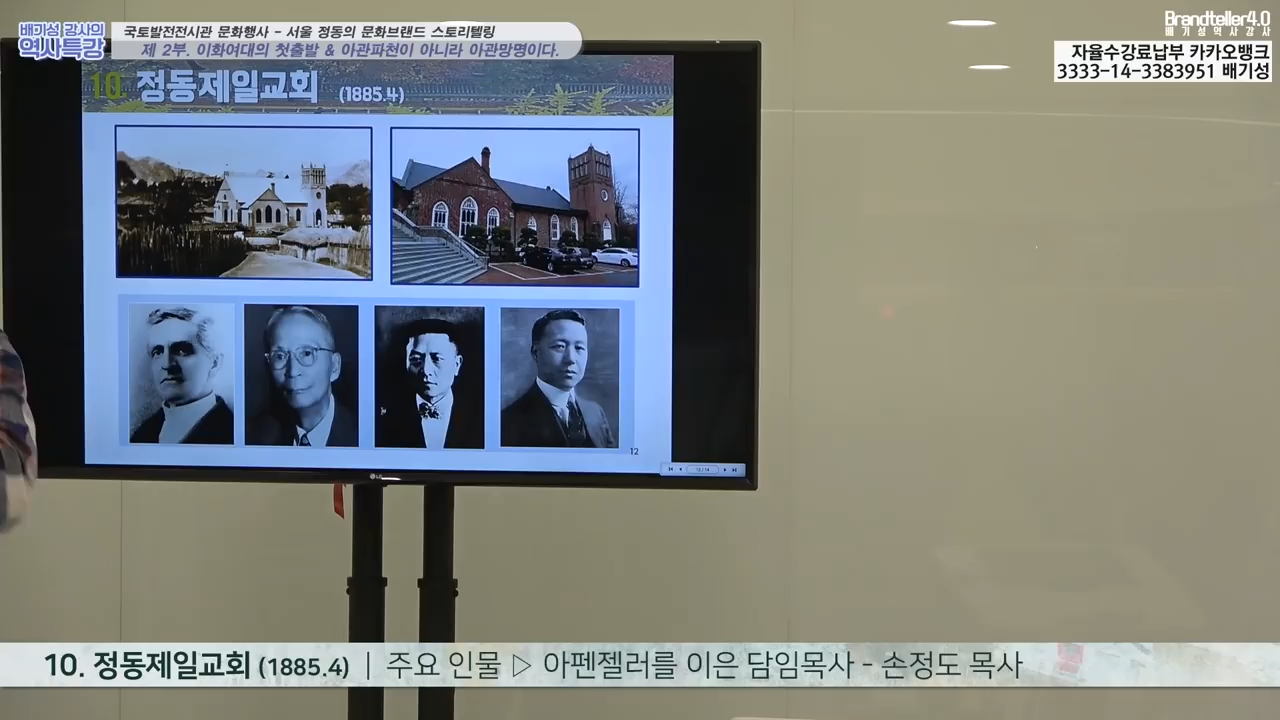 배기성 강사의
역사특강
국토발전전시관 문화행사 - 서울 정동의 문화브랜드 스토리텔링
제 2부. 이화여대의 첫출발 & 아관파천이 아니라 아관망명이다.
Brandteller4.0
배기성역사강사
자율수강료납부 카카오뱅크
3333-14-3383951 배기성
10. 정동제일교회 (1885.4)
12
LG
10. 정동제일교회 (1885.4) | 주요 인물 ▷ 아펜젤러를 이은 담임목사 - 손정도 목사